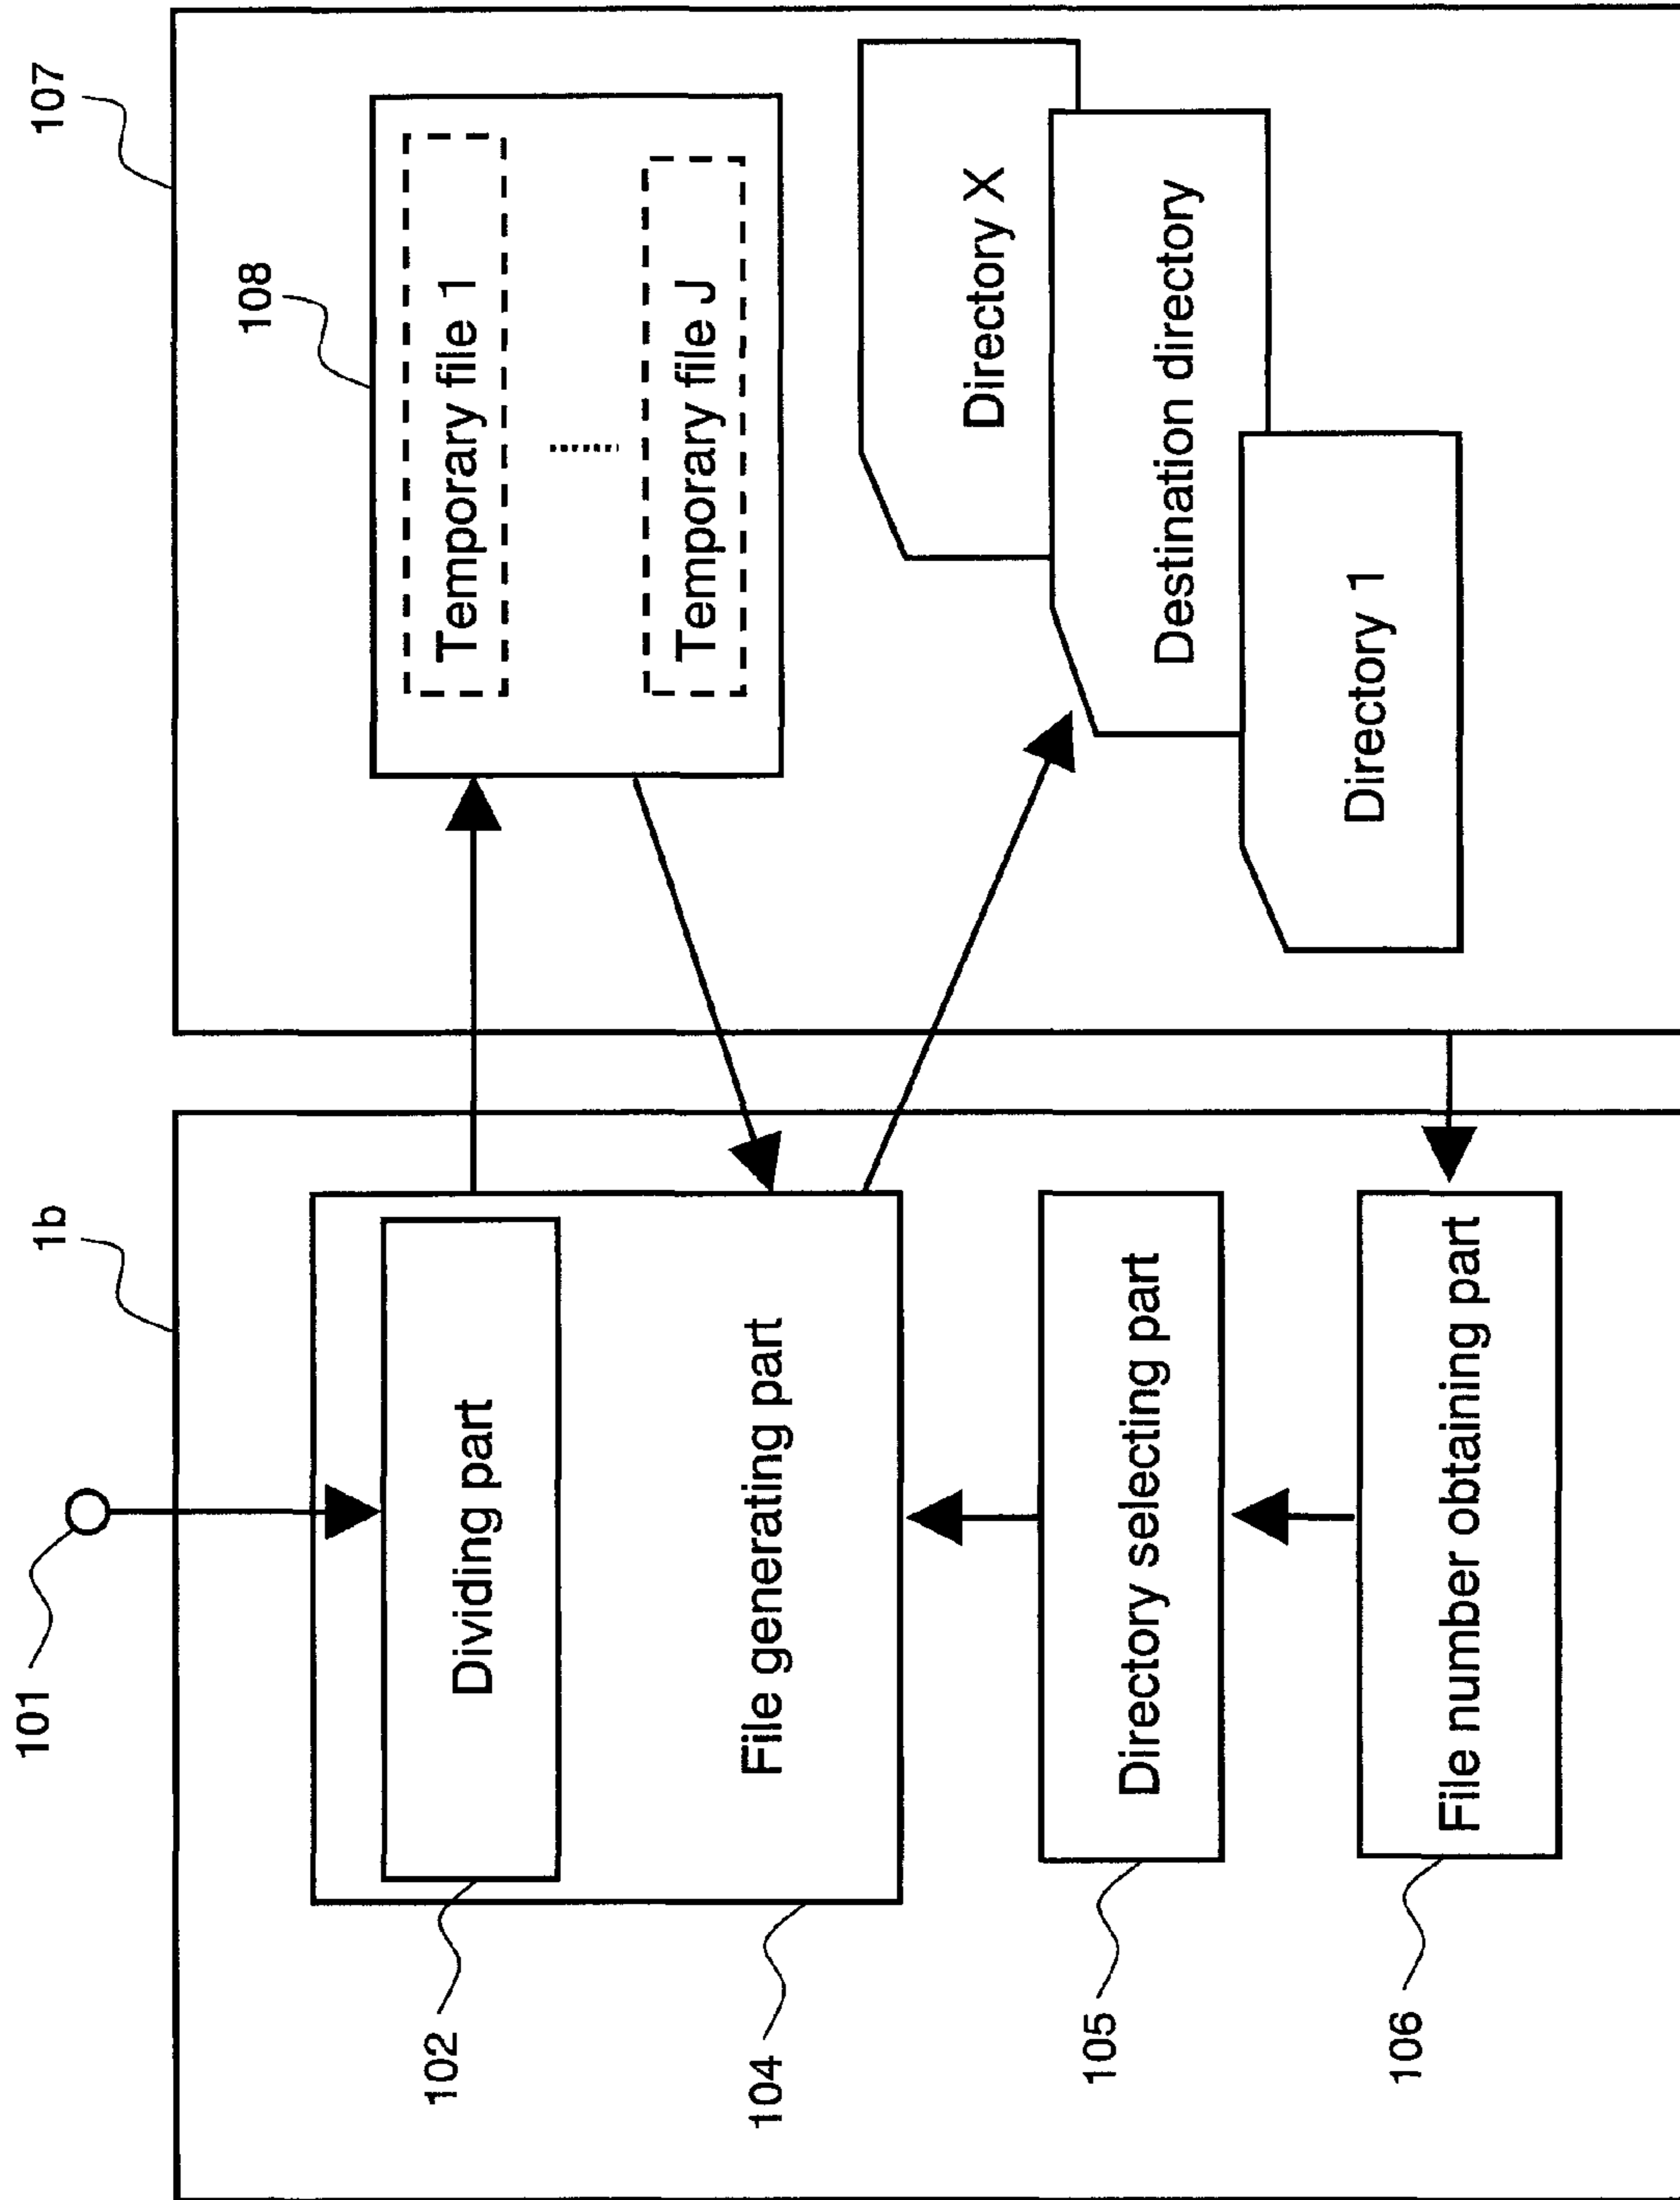 101
1b
107
102
Dividing part
104
File generating part
105
Directory selecting part
106
File number obtaining part
108
Temporary file 1
Temporary file J
Directory X
Destination directory
Directory 1